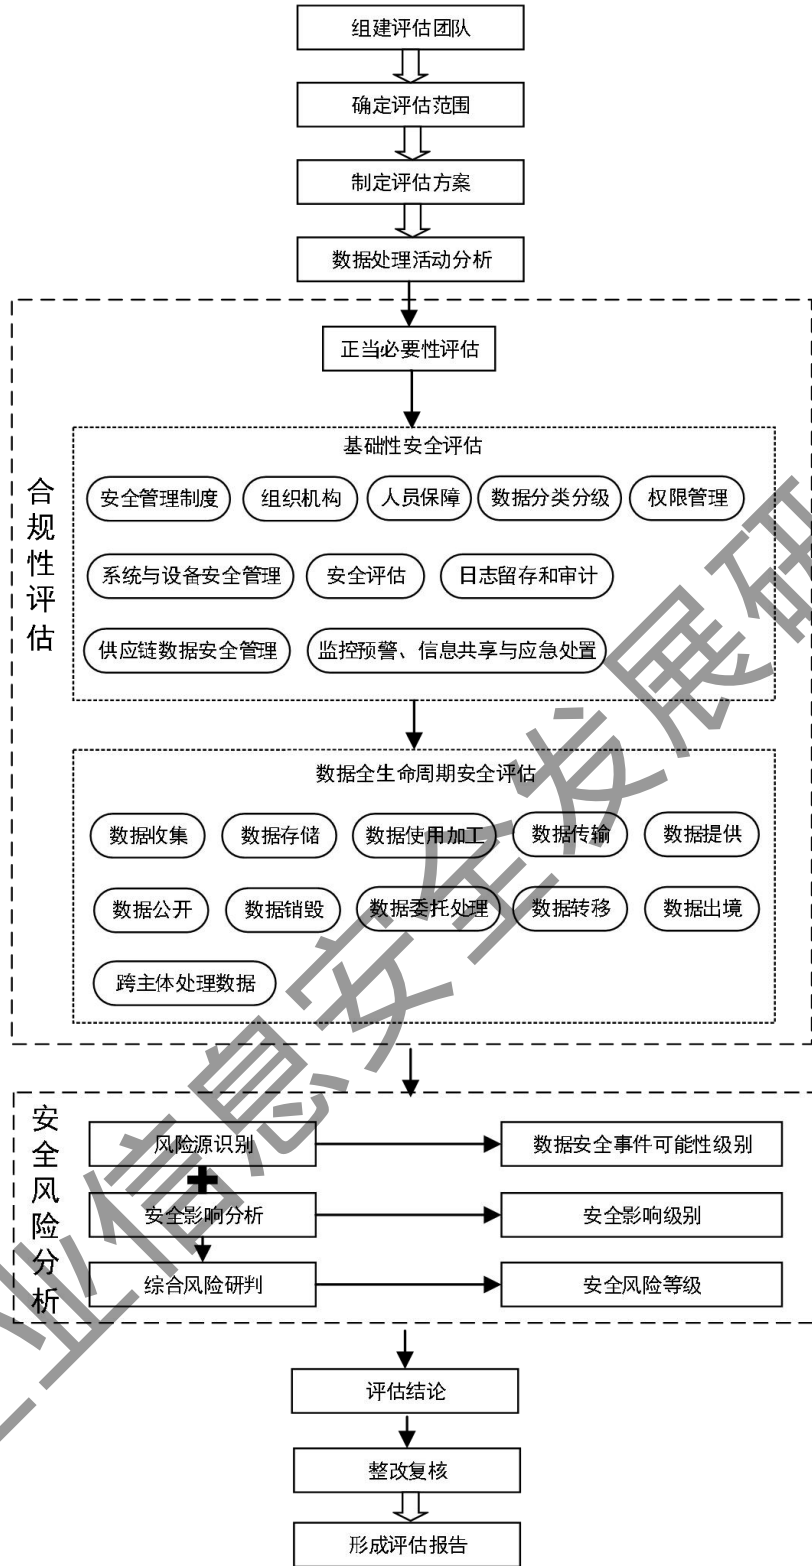 组建评估团队
确定评估范围
制定评估方案
数据处理活动分析
合规性评估
正当必要性评估
基础性安全评估
安全管理制度 组织机构 人员保障 数据分类分级 权限管理
系统与设备安全管理 安全评估 日志留存和审计
供应链数据安全管理 监控预警、信息共享与应急处置
数据全生命周期安全评估
数据收集 数据存储 数据使用加工 数据传输 数据提供
数据公开 数据销毁 数据委托处理 数据转移 数据出境
跨主体处理数据
安全风险分析
风险源识别 数据安全事件可能性级别
安全影响分析 安全影响级别
综合风险研判 安全风险等级
评估结论
整改复核
形成评估报告
业信息安全发展研